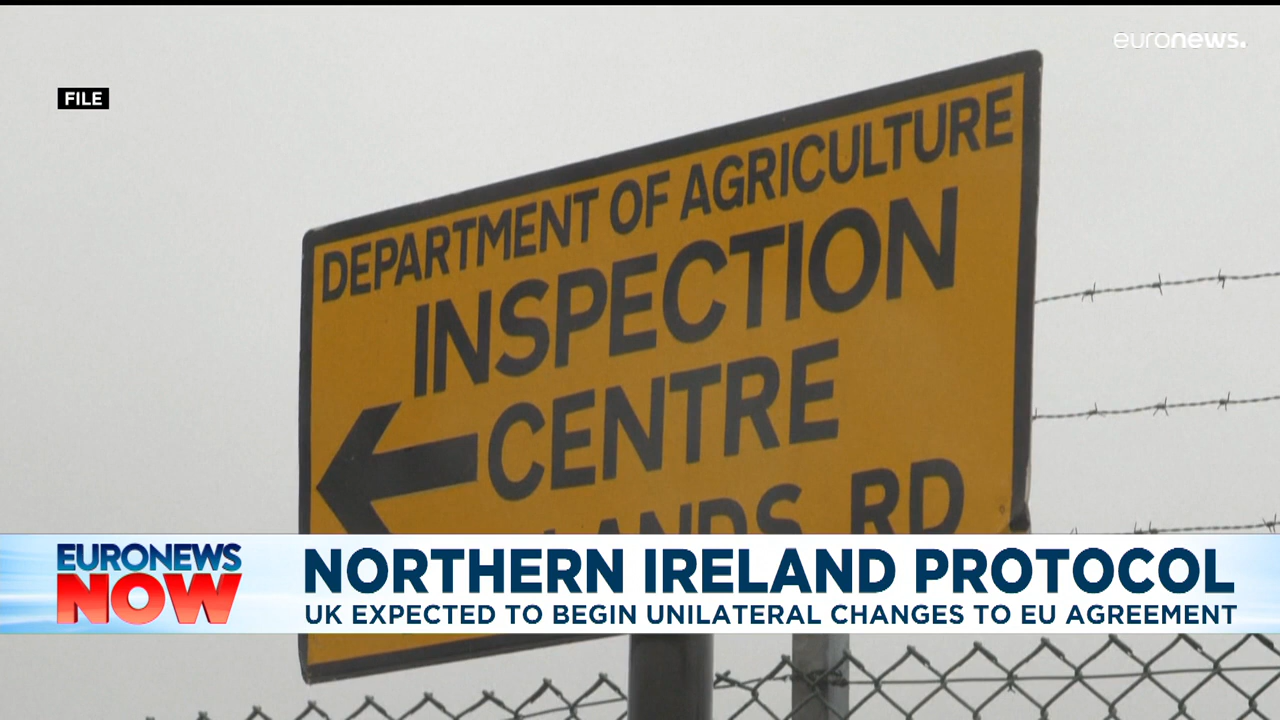 euronews.
FILE
DEPARTMENT OF AGRICULTURE
INSPECTION
CENTRE
RD
EURONEWS
NOW
NORTHERN IRELAND PROTOCOL
UK EXPECTED TO BEGIN UNILATERAL CHANGES TO EU AGREEMENT